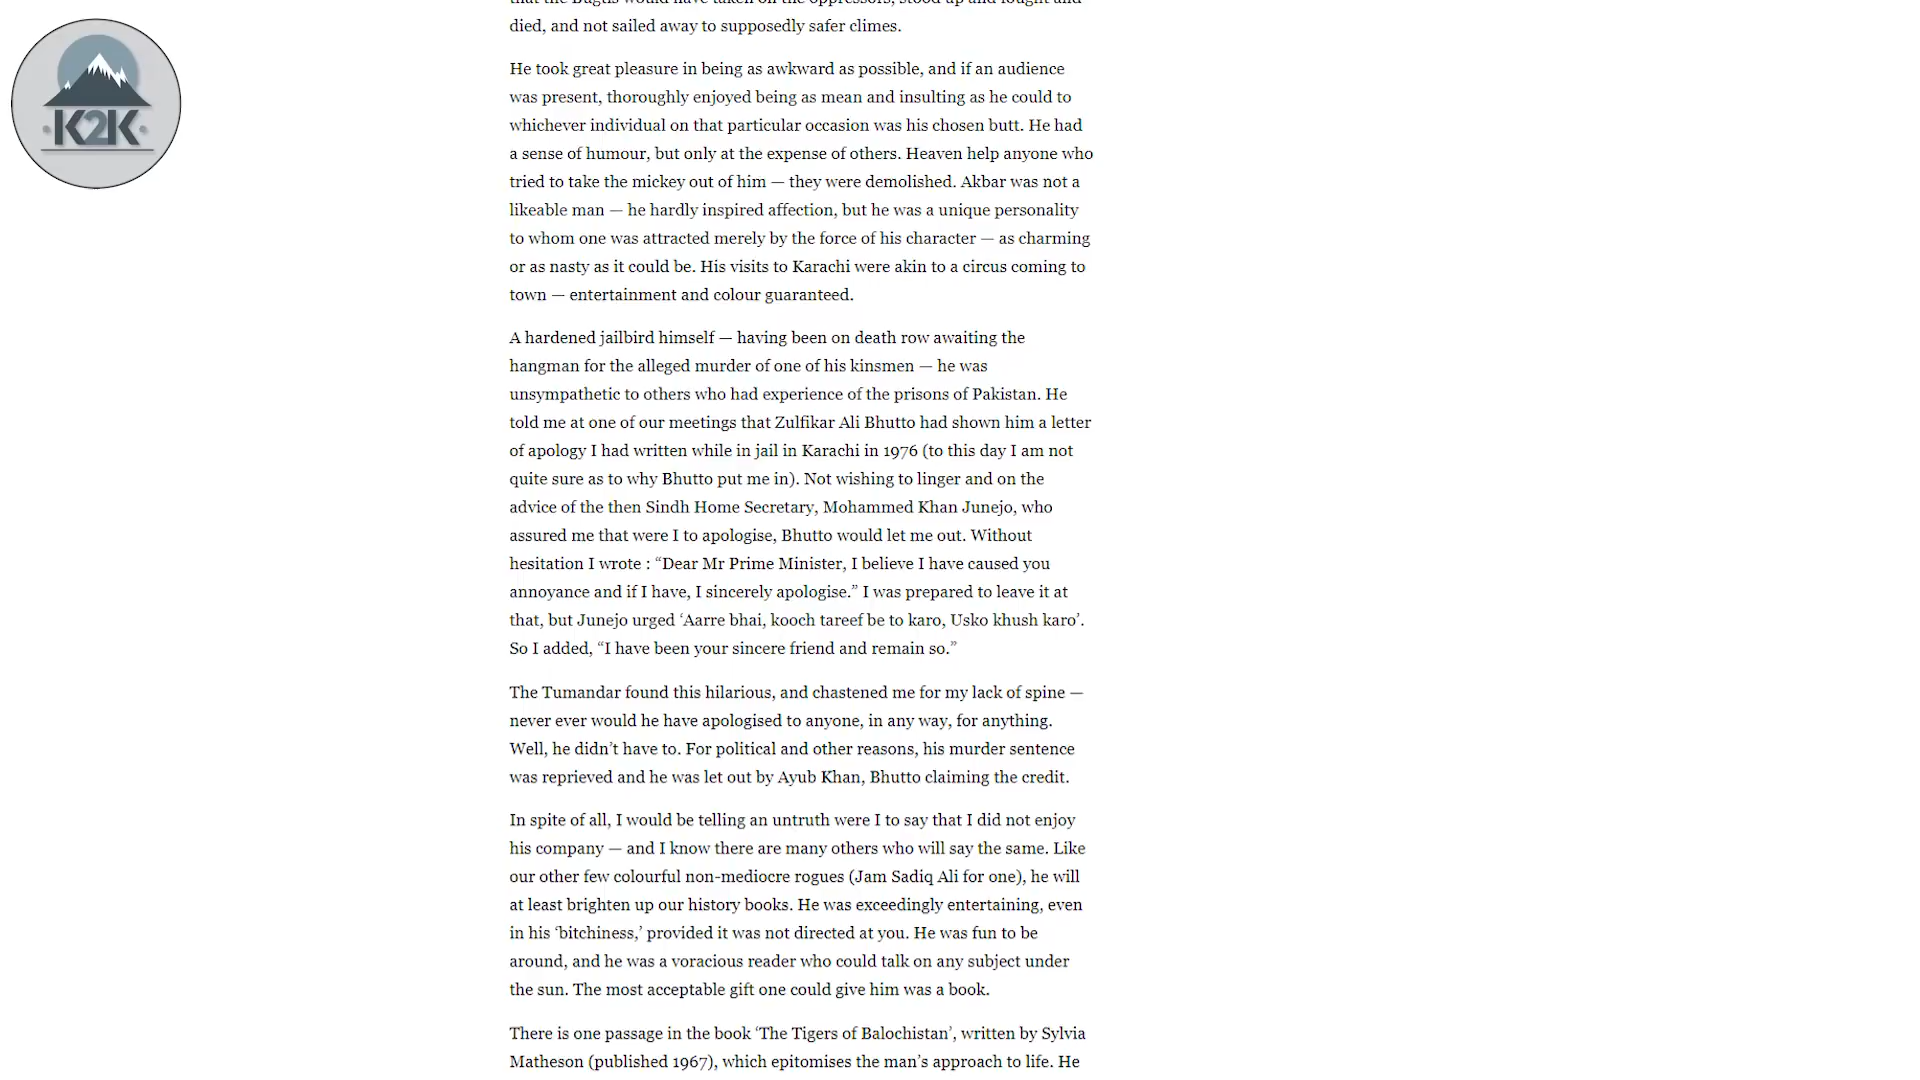 that the Bugtis would have taken on the oppressors, stood up and fought and
died, and not sailed away to supposedly safer climes.
K2K
He took great pleasure in being as awkward as possible, and if an audience
was present, thoroughly enjoyed being as mean and insulting as he could to
whichever individual on that particular occasion was his chosen butt. He had
a sense of humour, but only at the expense of others. Heaven help anyone who
tried to take the mickey out of him — they were demolished. Akbar was not a
likeable man — he hardly inspired affection, but he was a unique personality
to whom one was attracted merely by the force of his character — as charming
or as nasty as it could be. His visits to Karachi were akin to a circus coming to
town — entertainment and colour guaranteed.
A hardened jailbird himself — having been on death row awaiting the
hangman for the alleged murder of one of his kinsmen — he was
unsympathetic to others who had experience of the prisons of Pakistan. He
told me at one of our meetings that Zulfikar Ali Bhutto had shown him a letter
of apology I had written while in jail in Karachi in 1976 (to this day I am not
quite sure as to why Bhutto put me in). Not wishing to linger and on the
advice of the then Sindh Home Secretary, Mohammed Khan Junejo, who
assured me that were I to apologise, Bhutto would let me out. Without
hesitation I wrote : “Dear Mr Prime Minister, I believe I have caused you
annoyance and if I have, I sincerely apologise.” I was prepared to leave it at
that, but Junejo urged ‘Aarre bhai, kooch tareef be to karo, Usko khush karo’.
So I added, “I have been your sincere friend and remain so.”
The Tumandar found this hilarious, and chastened me for my lack of spine —
never ever would he have apologised to anyone, in any way, for anything.
Well, he didn’t have to. For political and other reasons, his murder sentence
was reprieved and he was let out by Ayub Khan, Bhutto claiming the credit.
In spite of all, I would be telling an untruth were I to say that I did not enjoy
his company — and I know there are many others who will say the same. Like
our other few colourful non-mediocre rogues (Jam Sadiq Ali for one), he will
at least brighten up our history books. He was exceedingly entertaining, even
in his ‘bitchiness,’ provided it was not directed at you. He was fun to be
around, and he was a voracious reader who could talk on any subject under
the sun. The most acceptable gift one could give him was a book.
There is one passage in the book ‘The Tigers of Balochistan’, written by Sylvia
Matheson (published 1967), which epitomises the man’s approach to life. He